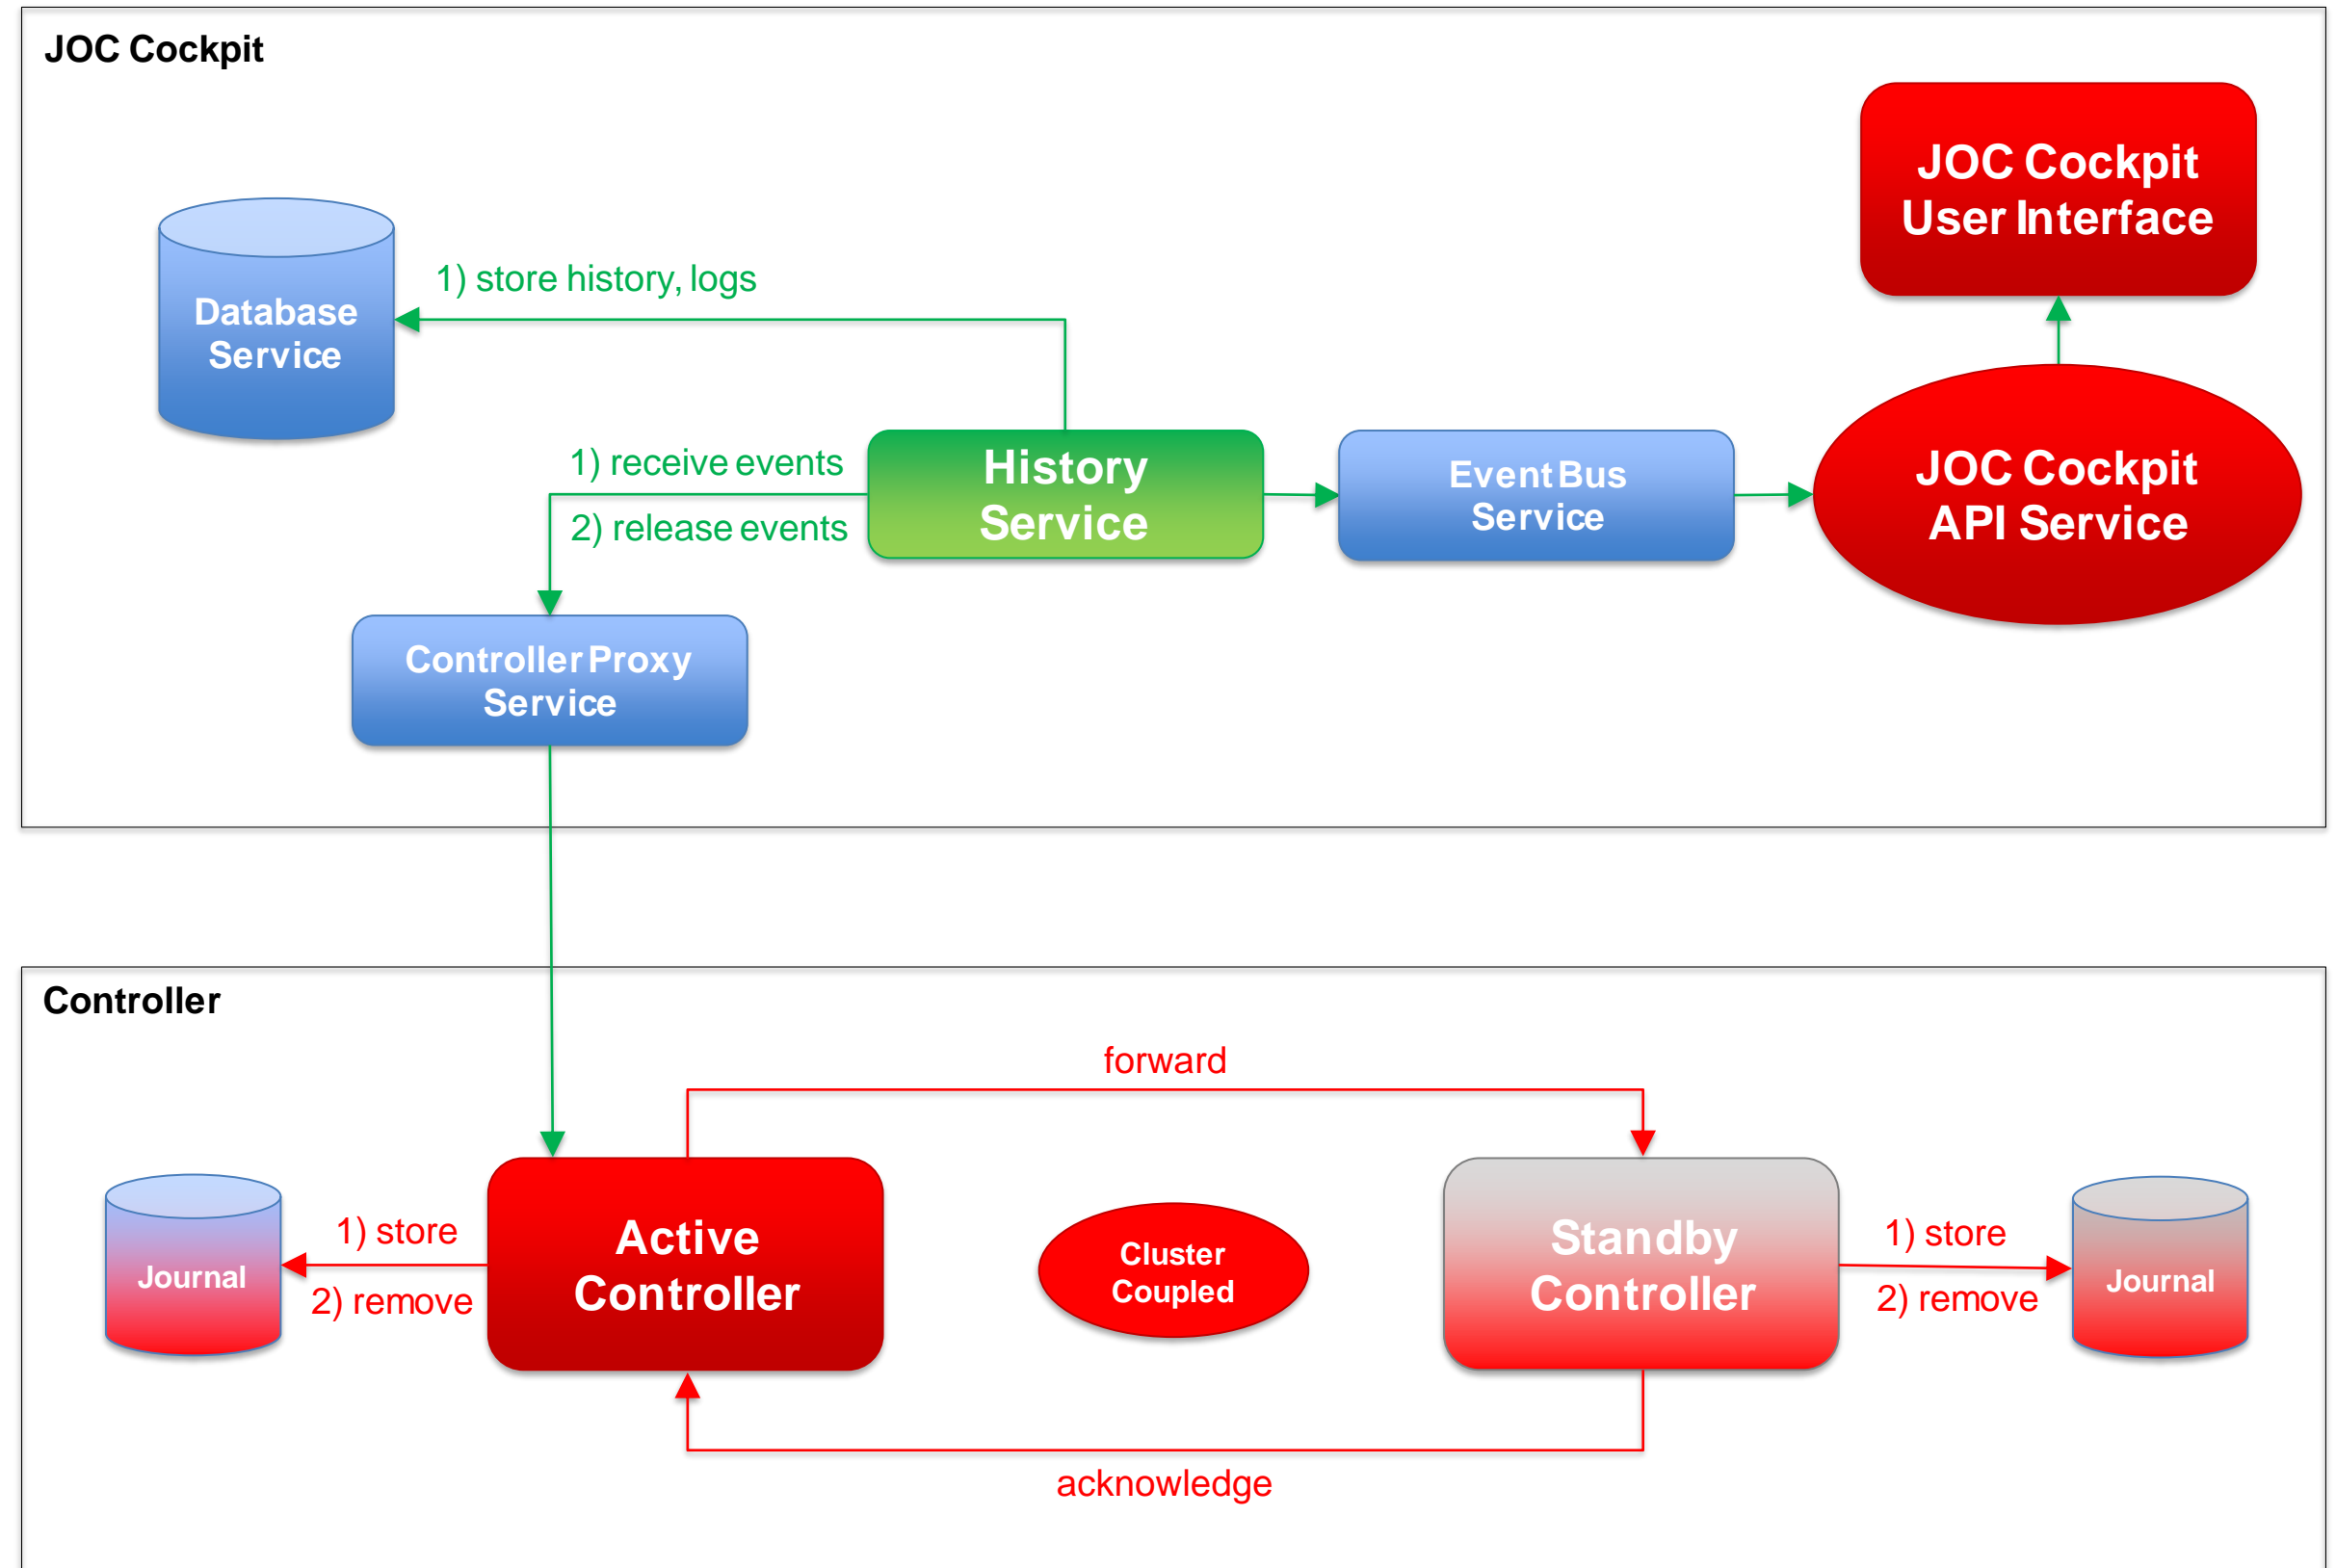 JOC Cockpit
JOC Cockpit
User Interface
1) store history, logs
Database
Service
1) receive events
2) release events
History
Service
Event Bus
Service
JOC Cockpit
API Service
Controller Proxy
Service
Controller
forward
Journal
1) store
2) remove
Active
Controller
Cluster
Coupled
Standby
Controller
1) store
2) remove
Journal
acknowledge